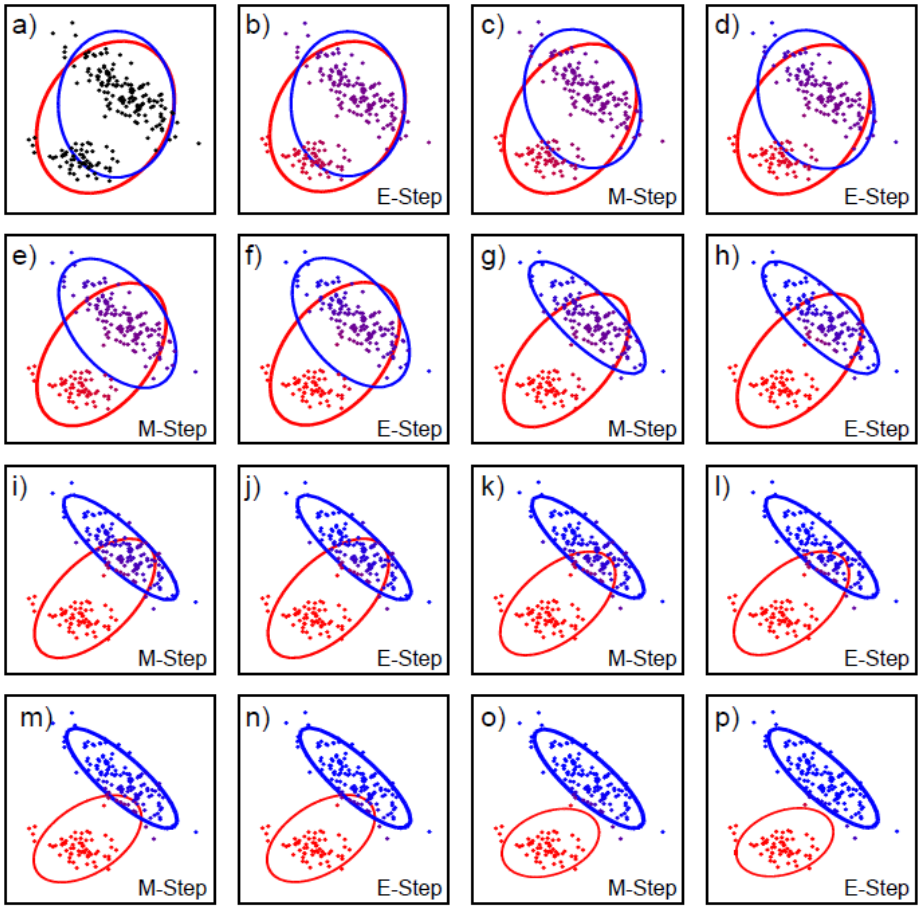 a) b) c) d)
E-Step M-Step E-Step
e) f) g) h)
M-Step E-Step M-Step E-Step
i) j) k) l)
M-Step E-Step M-Step E-Step
m) n) o) p)
M-Step E-Step M-Step E-Step